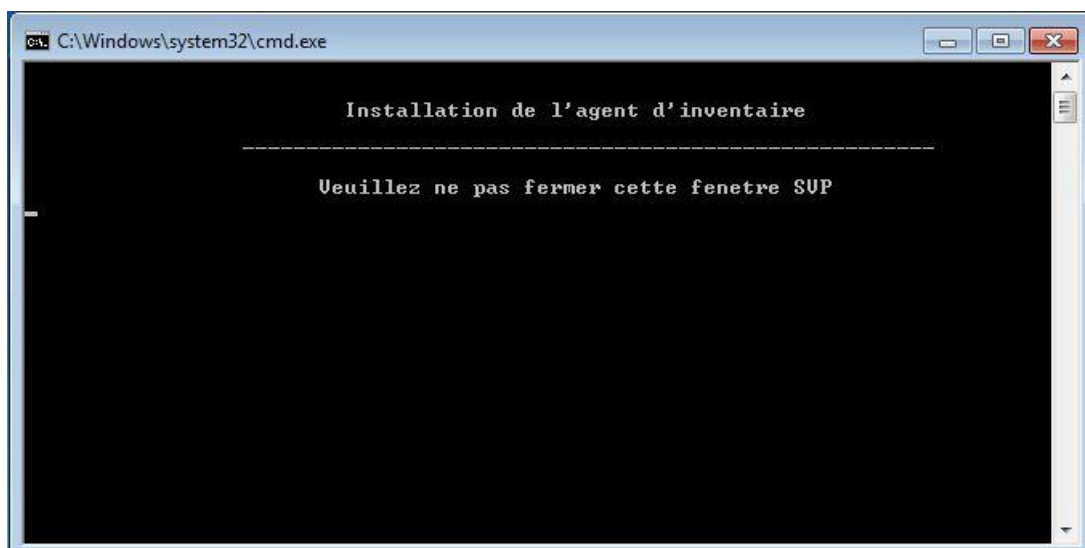 C:\Windows\system32\cmd.exe
Installation de l'agent d'inventaire
------------------------------------------------------
Veuillez ne pas fermer cette fenetre SVP